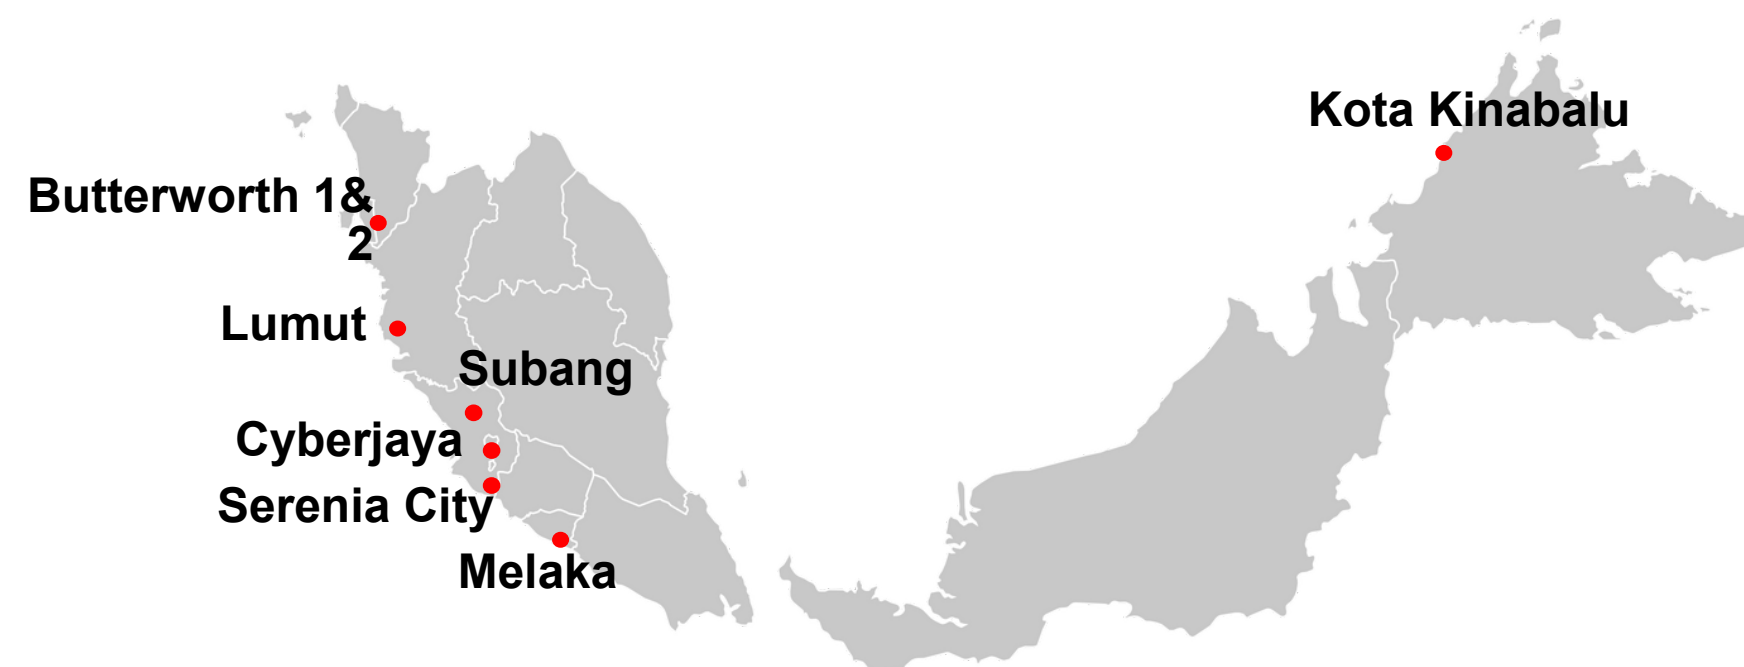 Kota Kinabalu
Butterworth 1&
2
Lumut
Subang
Cyberjaya
Serenia City
Melaka